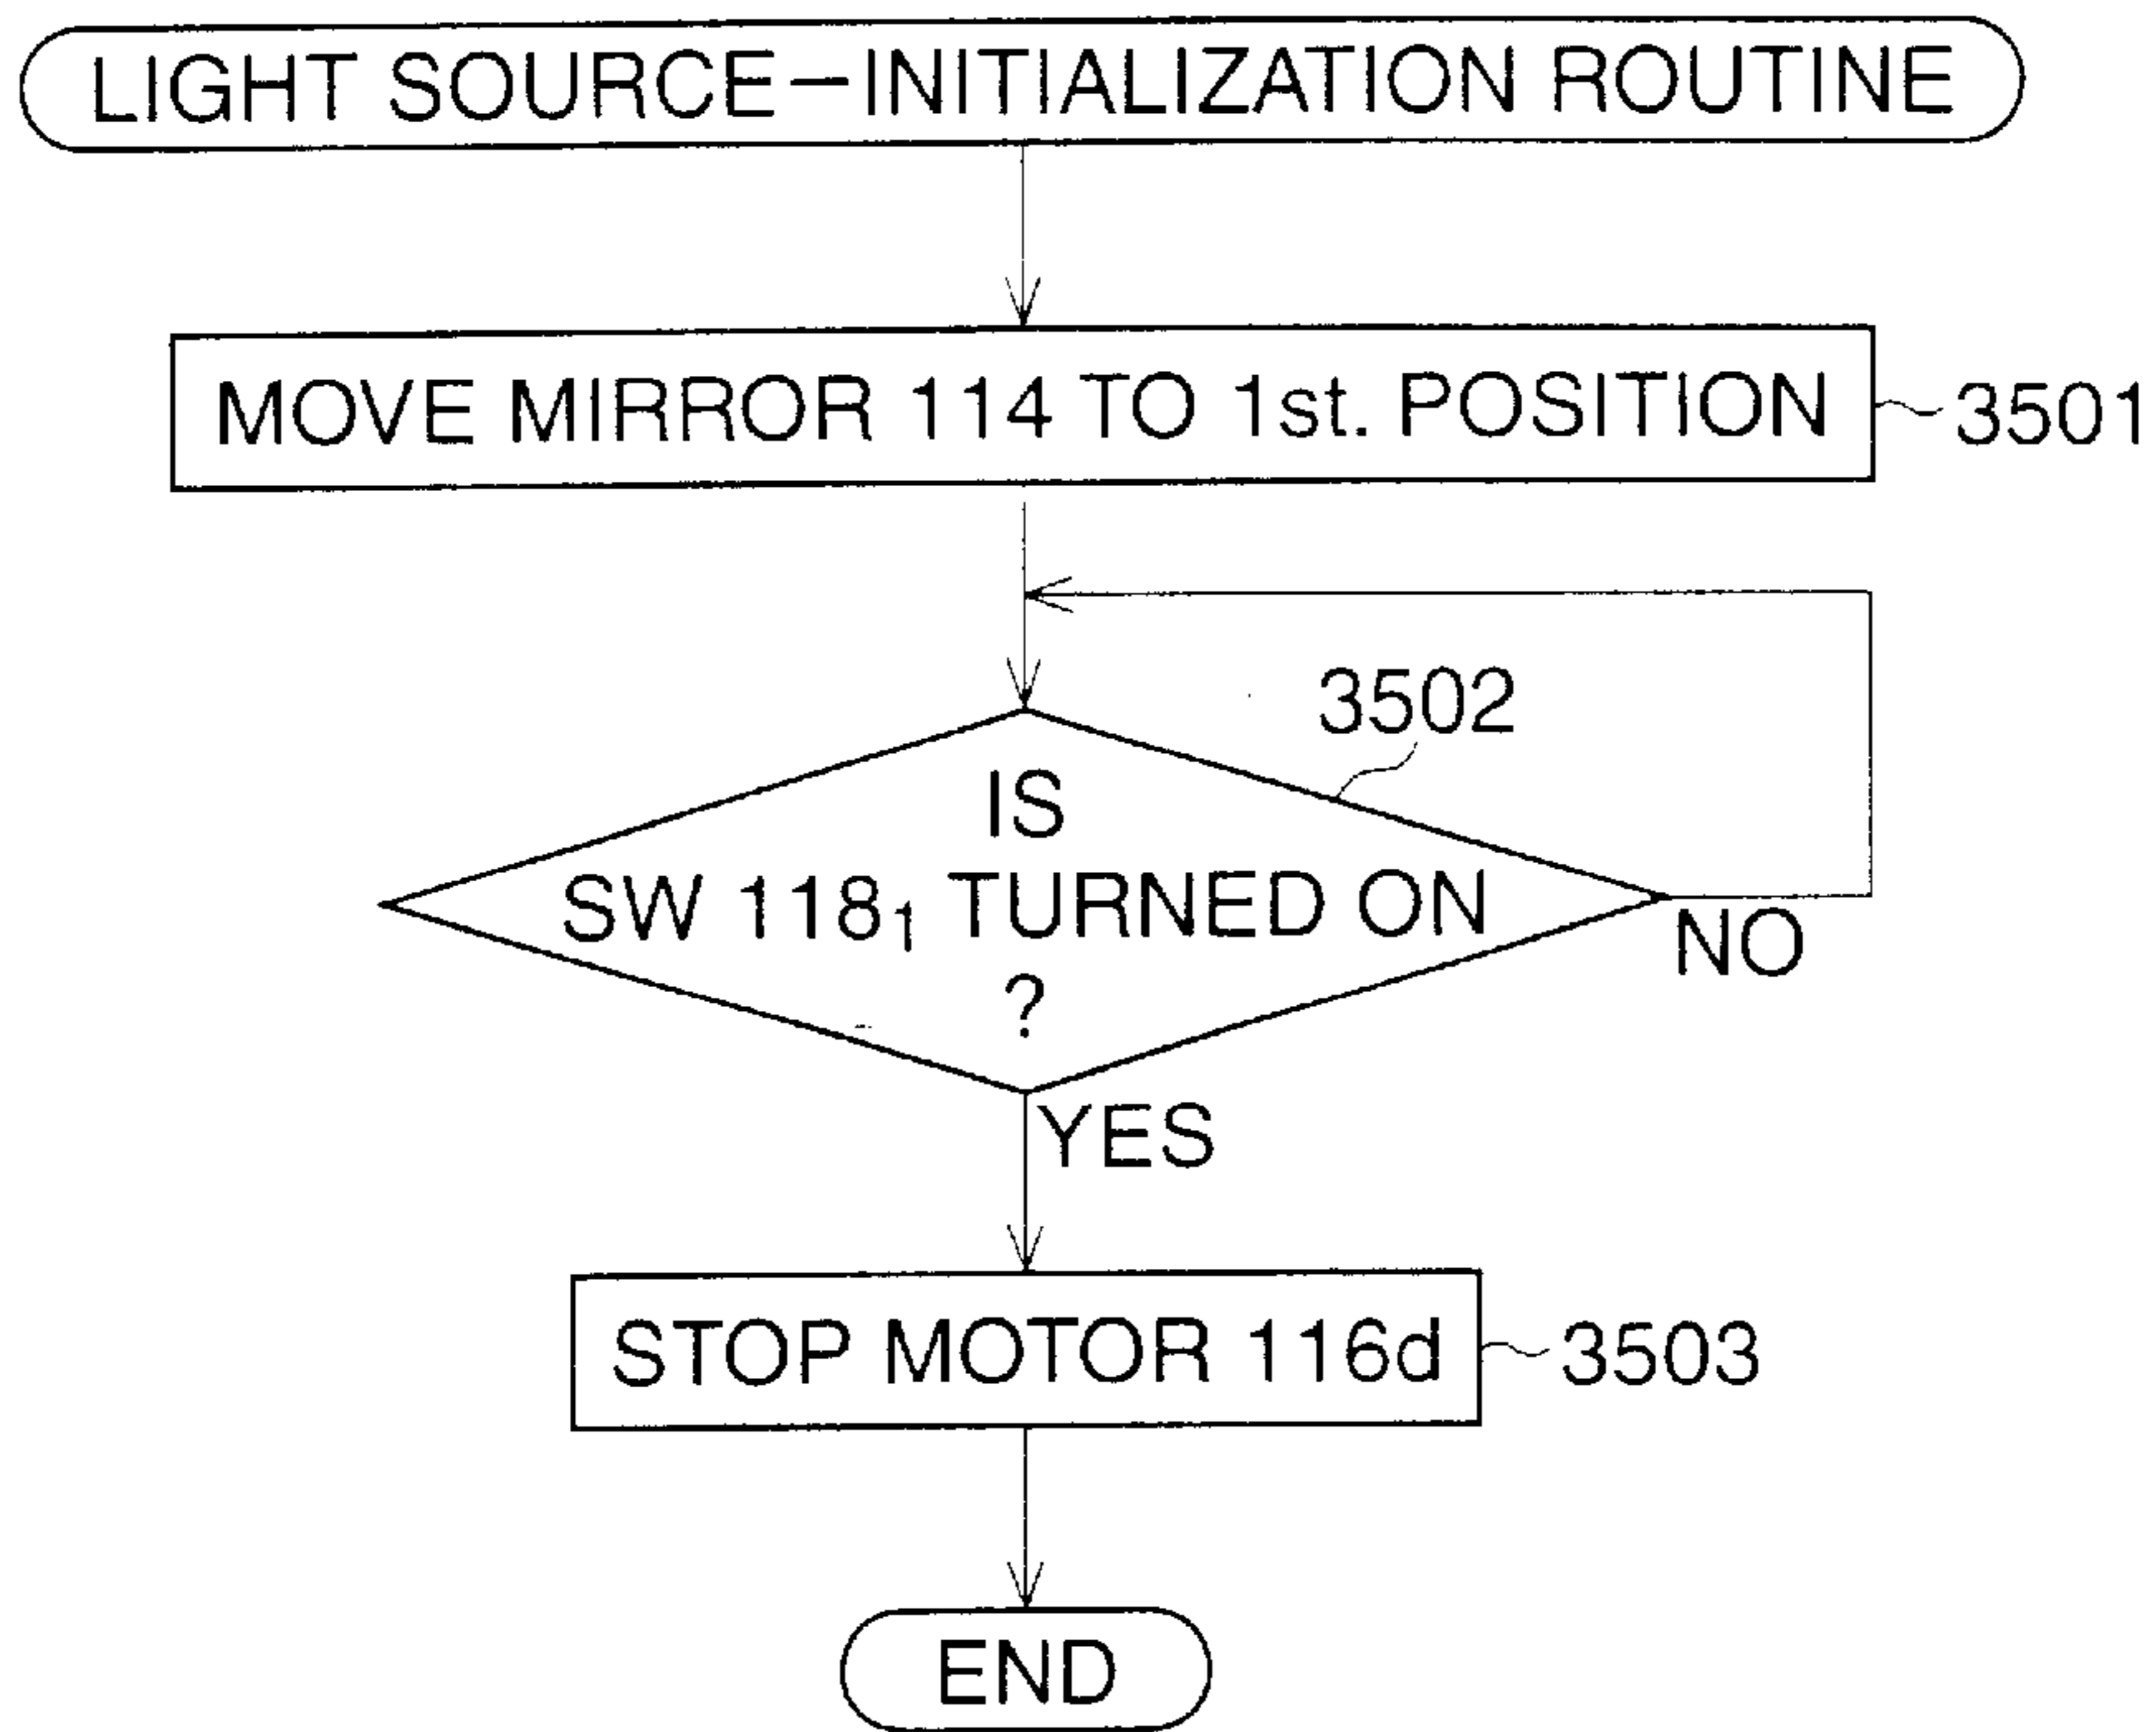 LIGHT SOURCE-INITIALIZATION ROUTINE
MOVE MIRROR 114 TO 1st. POSITION
3501
3502
IS
SW 118₁ TURNED ON
?
NO
YES
STOP MOTOR 116d
3503
END